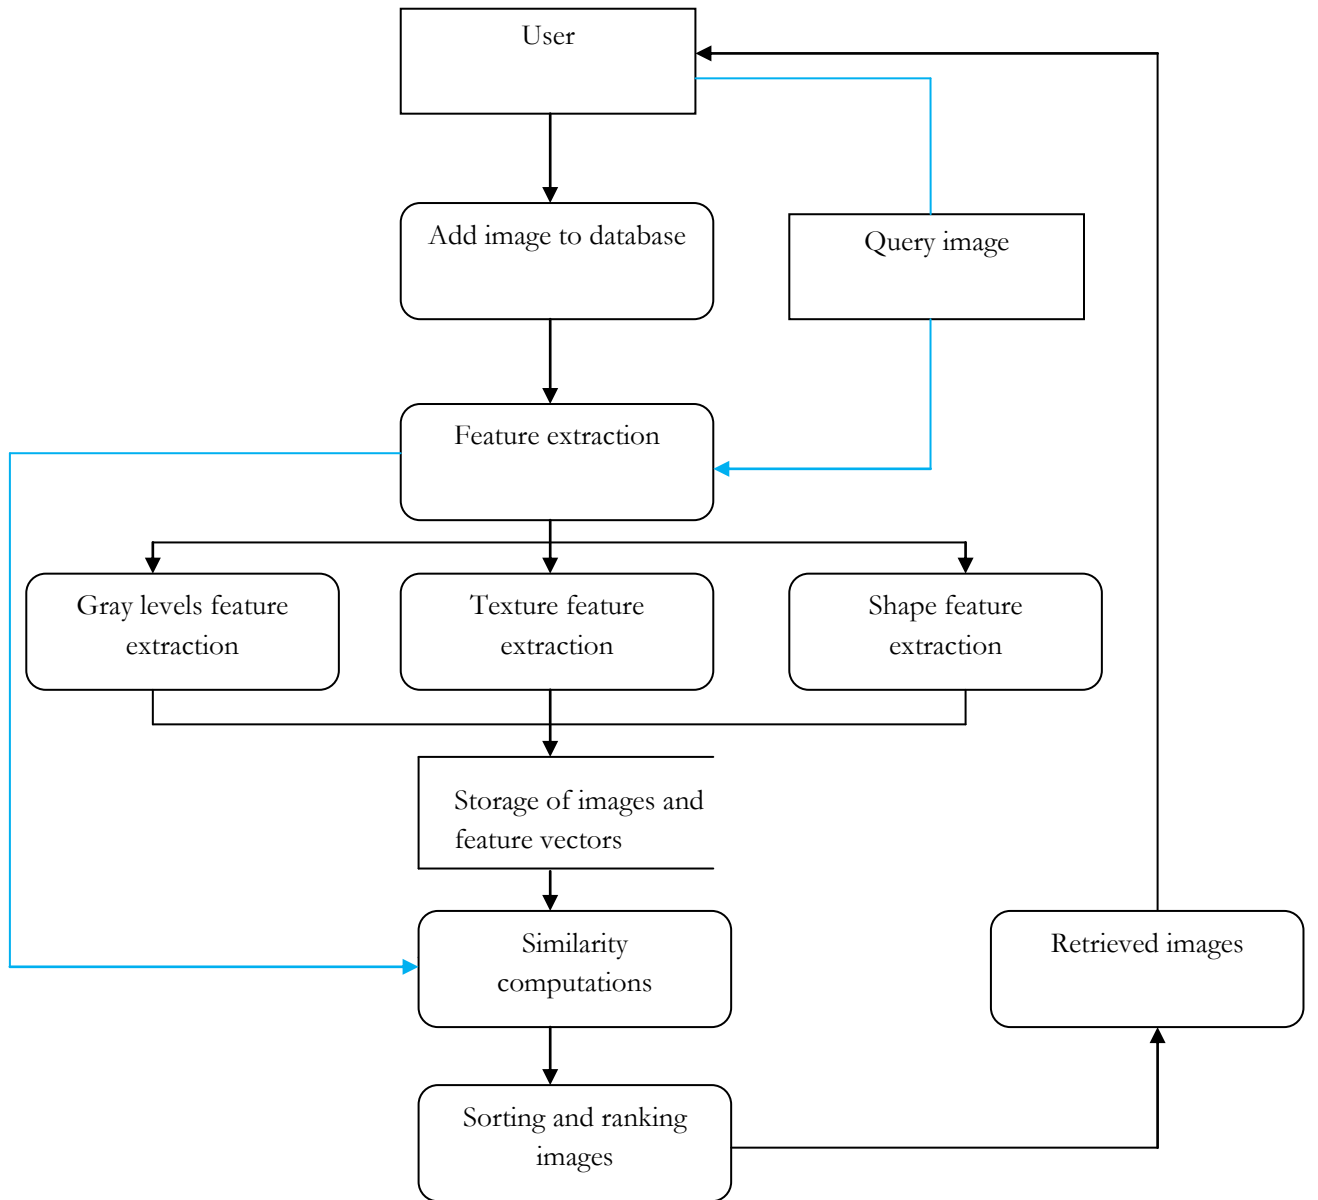 User
Add image to database
Query image
Feature extraction
Gray levels feature
extraction
Texture feature
extraction
Shape feature
extraction
Storage of images and
feature vectors
Similarity
computations
Retrieved images
Sorting and ranking
images